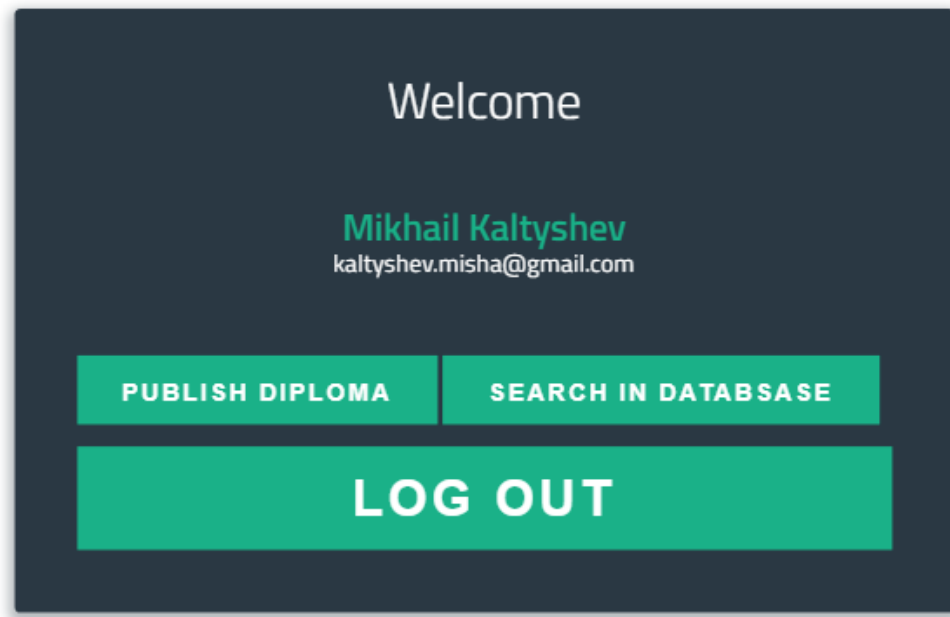 Welcome
Mikhail Kaltyshev
kaltyshev.misha@gmail.com
PUBLISH DIPLOMA SEARCH IN DATABSASE
LOG OUT